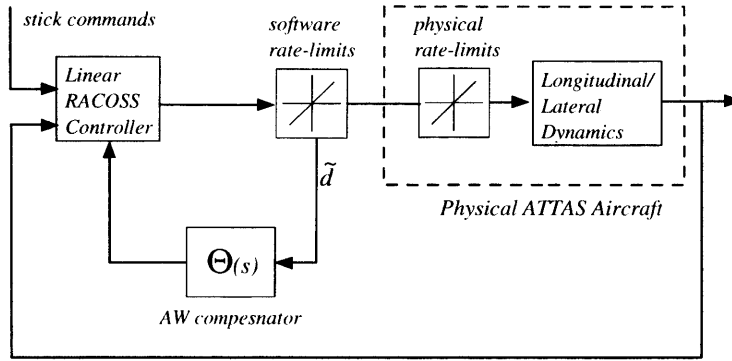 stick commands
software
rate-limits
physical
rate-limits
Linear
RACOSS
Controller
Longitudinal/
Lateral
Dynamics
d̃
Physical ATTAS Aircraft
Θ(s)
AW compesnator